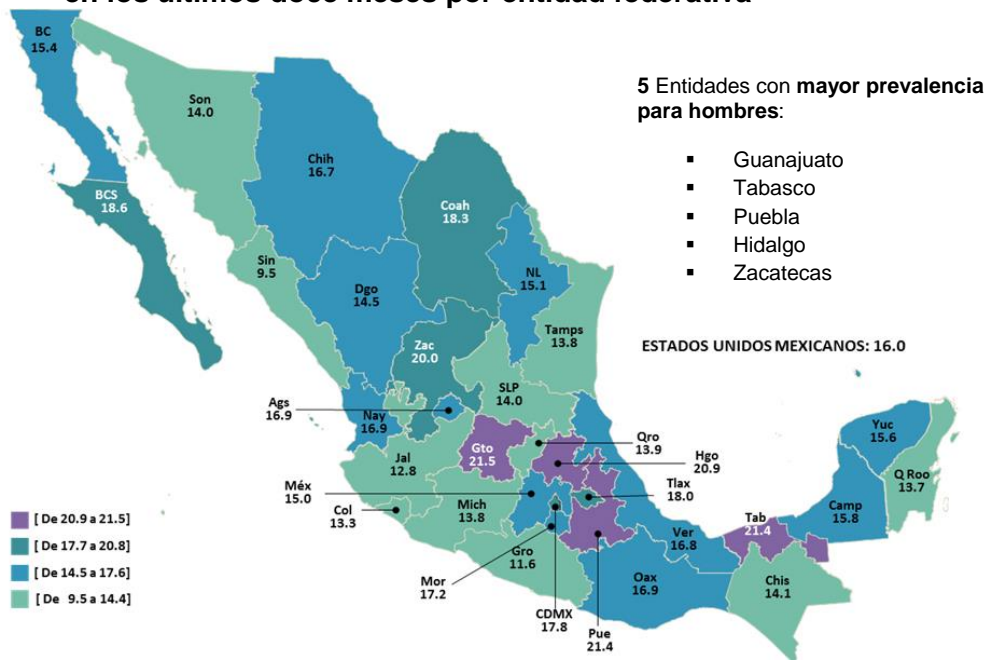 en los últimos doce meses por entidad federativa
BC
15.4
Son
14.0
5 Entidades con mayor prevalencia
para hombres:
▪ Guanajuato
▪ Tabasco
▪ Puebla
▪ Hidalgo
▪ Zacatecas
Chih
16.7
BCS
18.6
Coah
18.3
Sin
9.5
NL
15.1
Dgo
14.5
Tamps
13.8
ESTADOS UNIDOS MEXICANOS: 16.0
Zac
20.0
SLP
14.0
Ags
16.9
Nay
16.9
Yuc
15.6
Qro
13.9
Gto
21.5
Hgo
20.9
Jal
12.8
Q Roo
13.7
Tlax
18.0
Méx
15.0
Mich
13.8
Camp
15.8
Col
13.3
Tab
21.4
[ De 20.9 a 21.5]
[ De 17.7 a 20.8]
[ De 14.5 a 17.6]
[ De 9.5 a 14.4]
Ver
16.8
Gro
11.6
Oax
16.9
Chis
14.1
Mor
17.2
CDMX
17.8
Pue
21.4